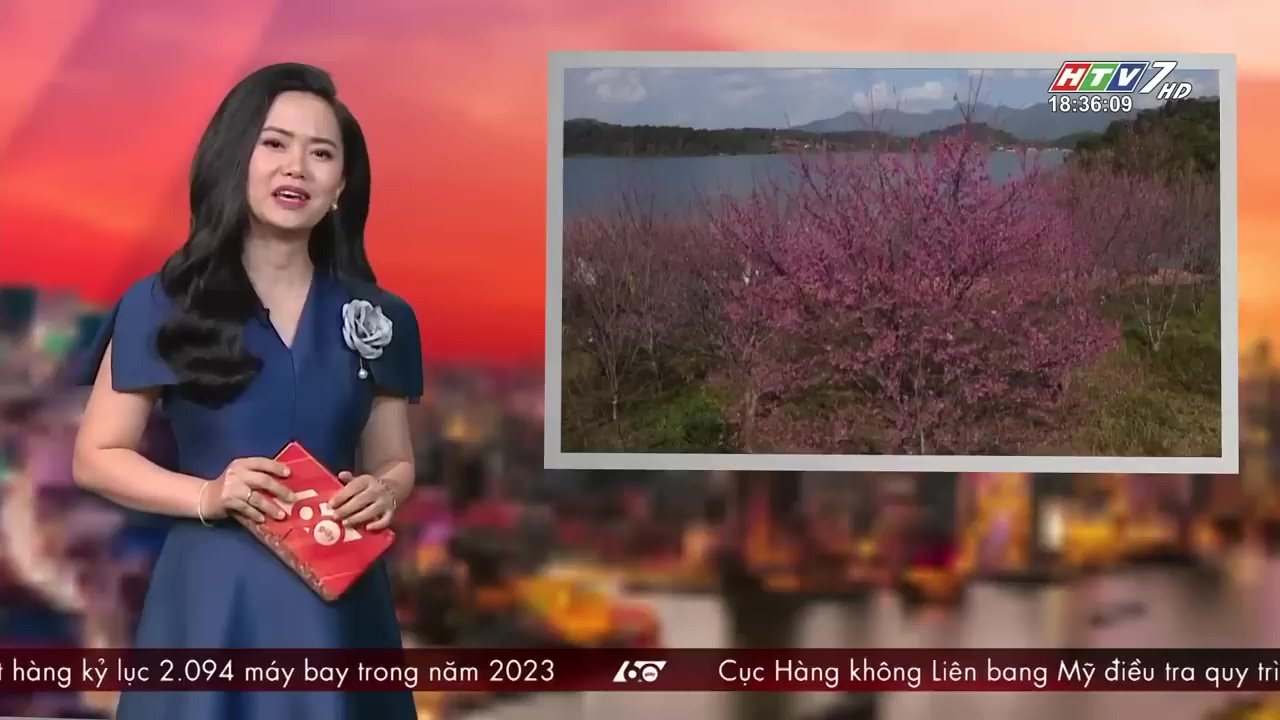 HTV7 HD
18:36:09
hàng kỷ lục 2.094 máy bay trong năm 2023 60 Cục Hàng không Liên bang Mỹ điều tra quy trì